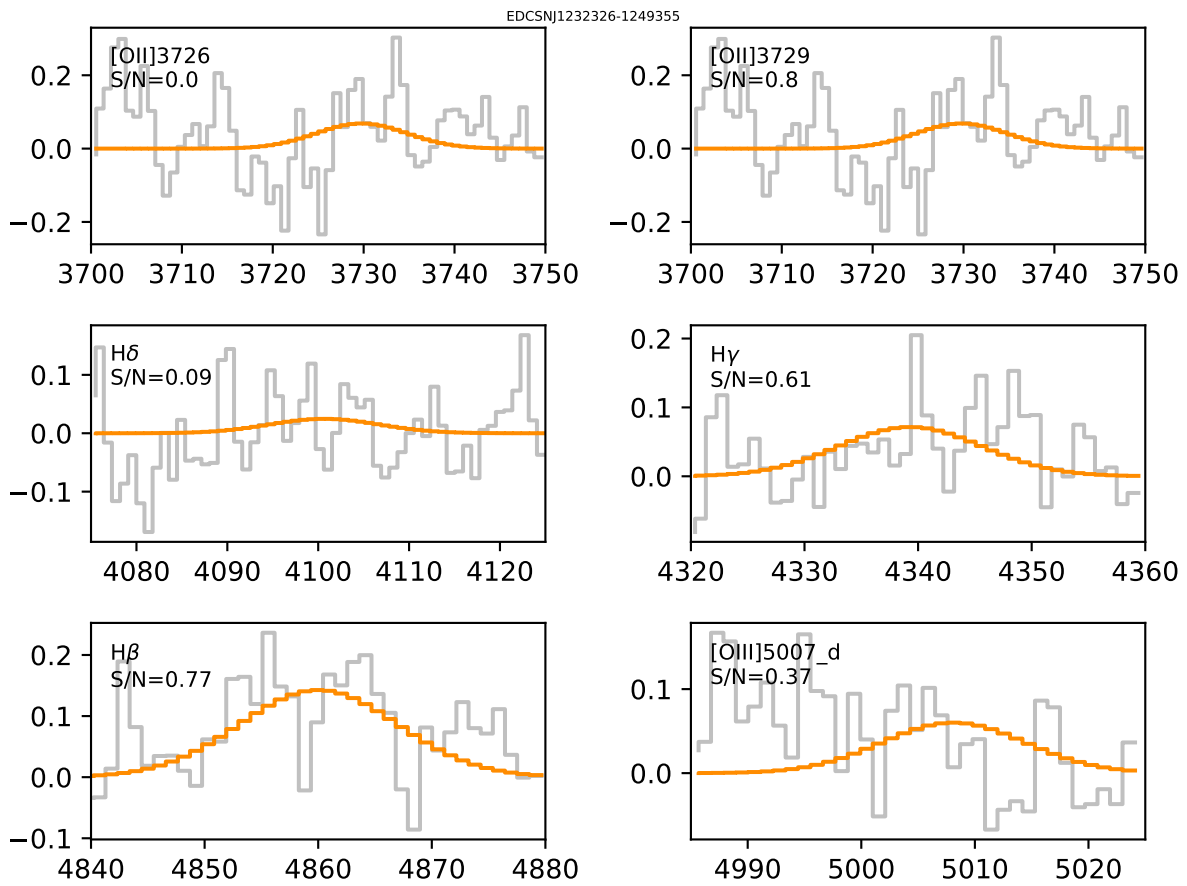 EDCSNJ1232326-1249355
[OII]3726
S/N=0.0
0.2
0.0
−0.2
3700 3710 3720 3730 3740 3750
[OII]3729
S/N=0.8
0.2
0.0
−0.2
3700 3710 3720 3730 3740 3750
Hδ
S/N=0.09
0.1
0.0
−0.1
4080 4090 4100 4110 4120
Hγ
S/N=0.61
0.2
0.1
0.0
4320 4330 4340 4350 4360
Hβ
S/N=0.77
0.2
0.1
0.0
−0.1
4840 4850 4860 4870 4880
[OIII]5007_d
S/N=0.37
0.1
0.0
4990 5000 5010 5020